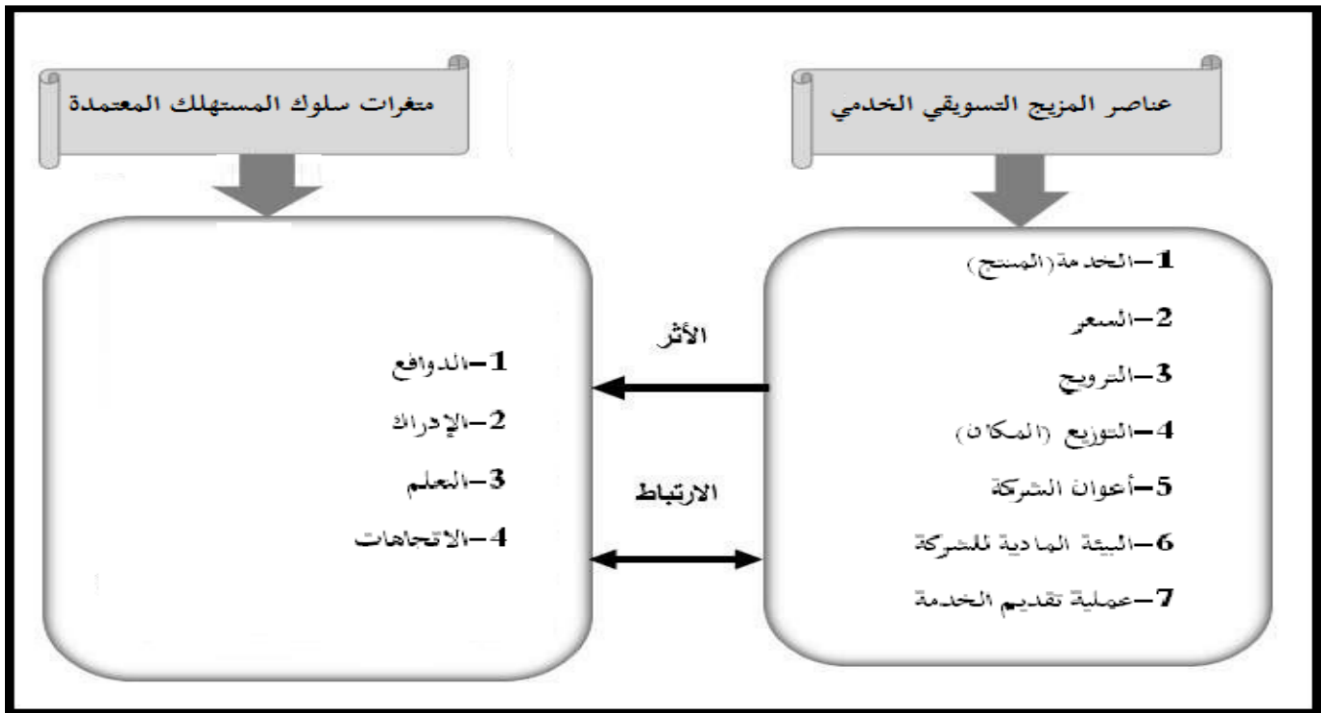 عناصر المزيج التسويقي الخدمي
1-الخدمة(المنتج)
2-السعر
3-الترويج
4-التوزيع (المكان)
5-أعوان الشركة
6-البيئة المادية للشركة
7-عملية تقديم الخدمة
الأثر
الارتباط
متغرات سلوك المستهلك المعتمدة
1-الدوافع
2-الإدراك
3-التعلم
4-الاتجاهات